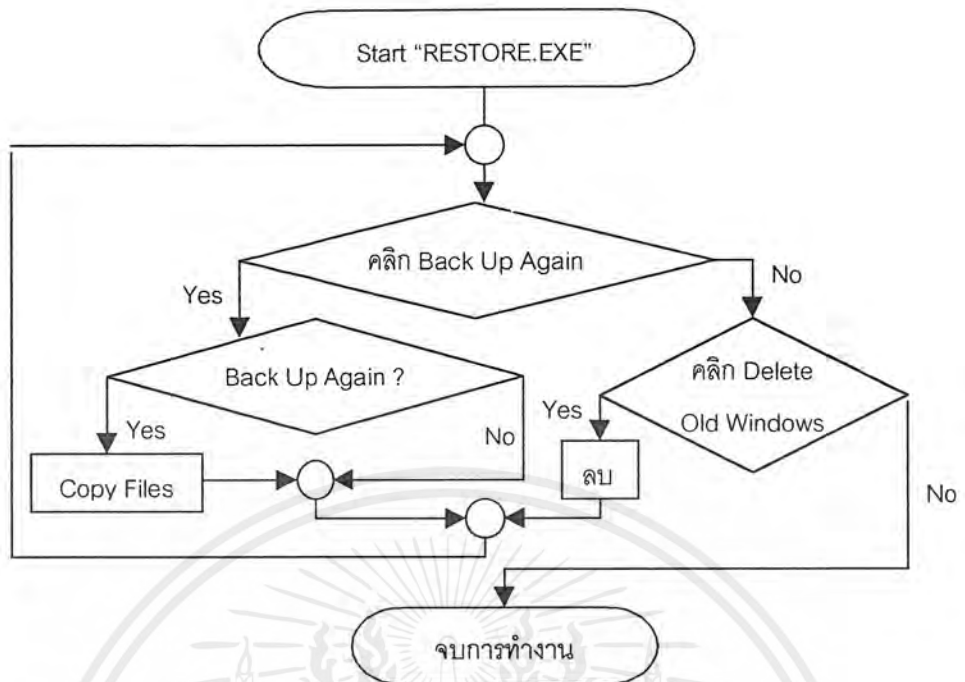 Start “RESTORE.EXE”
คลิก Back Up Again
Yes
No
Back Up Again ?
คลิก Delete
Old Windows
Yes
No
Yes
No
Copy Files
ลบ
จบการทำงาน